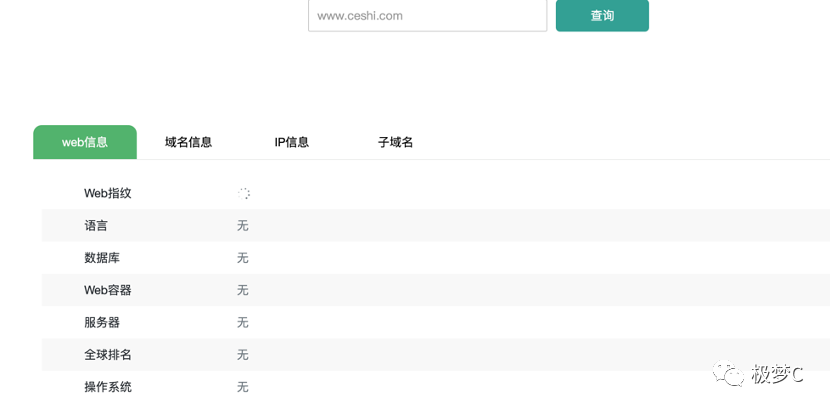 www.ceshi.com 查询
web信息 域名信息 IP信息 子域名
Web指纹
语言 无
数据库 无
Web容器 无
服务器 无
全球排名 无
操作系统 无
极梦C